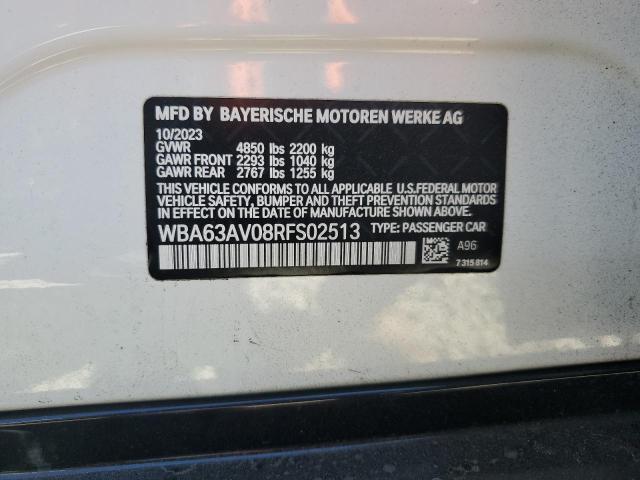 MFD BY BAYERISCHE MOTOREN WERKE AG
10/2023
GVWR 4850 lbs 2200 kg
GAWR FRONT 2293 lbs 1040 kg
GAWR REAR 2767 lbs 1255 kg
THIS VEHICLE CONFORMS TO ALL APPLICABLE U.S.FEDERAL MOTOR
VEHICLE SAFETY, BUMPER AND THEFT PREVENTION STANDARDS
IN EFFECT ON THE DATE OF MANUFACTURE SHOWN ABOVE.
WBA63AV08RFS02513 TYPE: PASSENGER CAR
A96
7 315 814